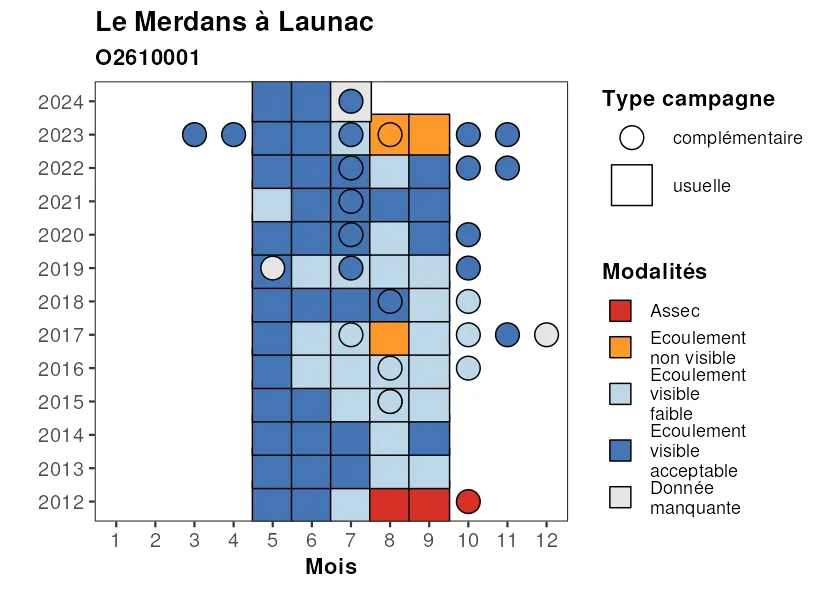 Le Merdans à Launac
O2610001
2024
2023
2022
2021
2020
2019
2018
2017
2016
2015
2014
2013
2012
1 2 3 4 5 6 7 8 9 10 11 12
Mois
Type campagne
complémentaire
usuelle
Modalités
Assec
Ecoulement
non visible
Ecoulement
visible
faible
Ecoulement
visible
acceptable
Donnée
manquante